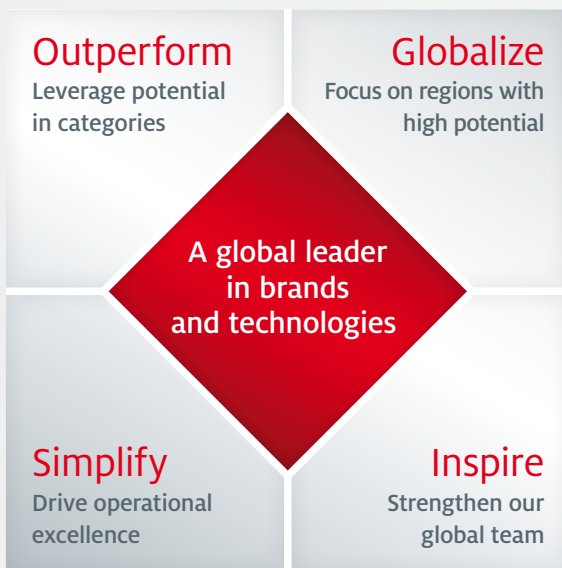 Outperform
Leverage potential
in categories
Globalize
Focus on regions with
high potential
A global leader
in brands
and technologies
Simplify
Drive operational
excellence
Inspire
Strengthen our
global team